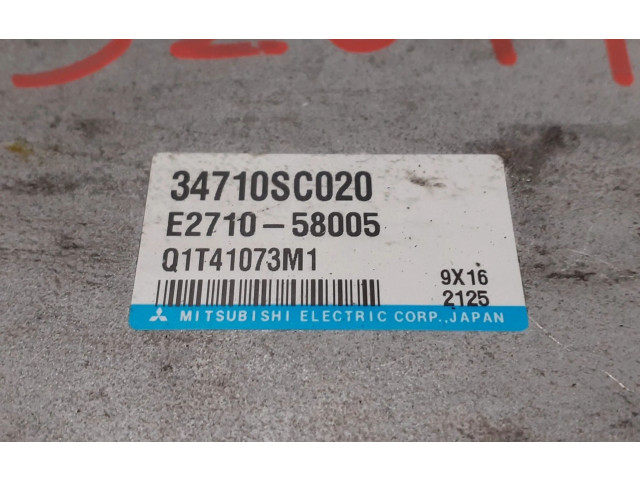 34710SC020
E2710-58005
Q1T41073M1
9X16
2125
MITSUBISHI ELECTRIC CORP., JAPAN